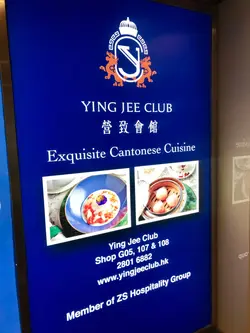 YING JEE CLUB
營致會館
Exquisite Cantonese Cuisine
Ying Jee Club
Shop G05, 107 & 108
2801 6882
www.yingjeeclub.hk
Member of ZS Hospitality Group